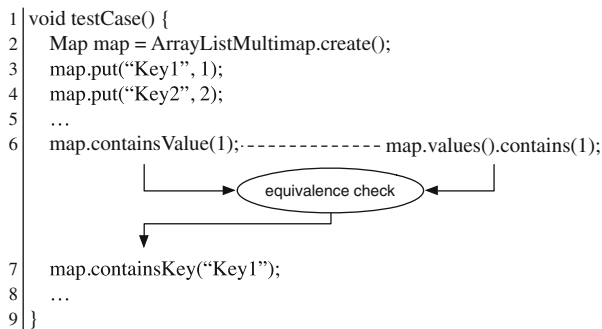 1 void testCase() {
2 Map map = ArrayListMultimap.create();
3 map.put(“Key1”, 1);
4 map.put(“Key2”, 2);
5 …
6 map.containsValue(1); map.values().contains(1);
equivalence check
7 map.containsKey(“Key1”);
8 …
9 }